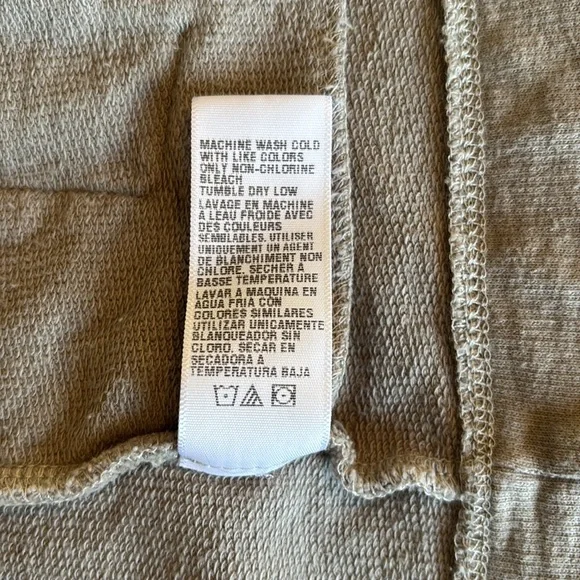 MACHINE WASH COLD
WITH LIKE COLORS
ONLY NON-CHLORINE
BLEACH
TUMBLE DRY LOW
LAVAGE EN MACHINE
À LEAU FROIDE AVEC
DES COULEURS
SEMBLABLES. UTILISER
UNIQUEMENT UN AGENT
DE BLANCHIMENT NON
CHLORE, SECHER A
BASSE TEMPERATURE
LAVAR A MAQUINA EN
AGUA FRIA CON
COLORES SIMILARES
UTILIZAR UNICAMENTE
BLANQUEADOR SIN
CLORO. SECAR EN
SECADORA A
TEMPERATURA BAJA